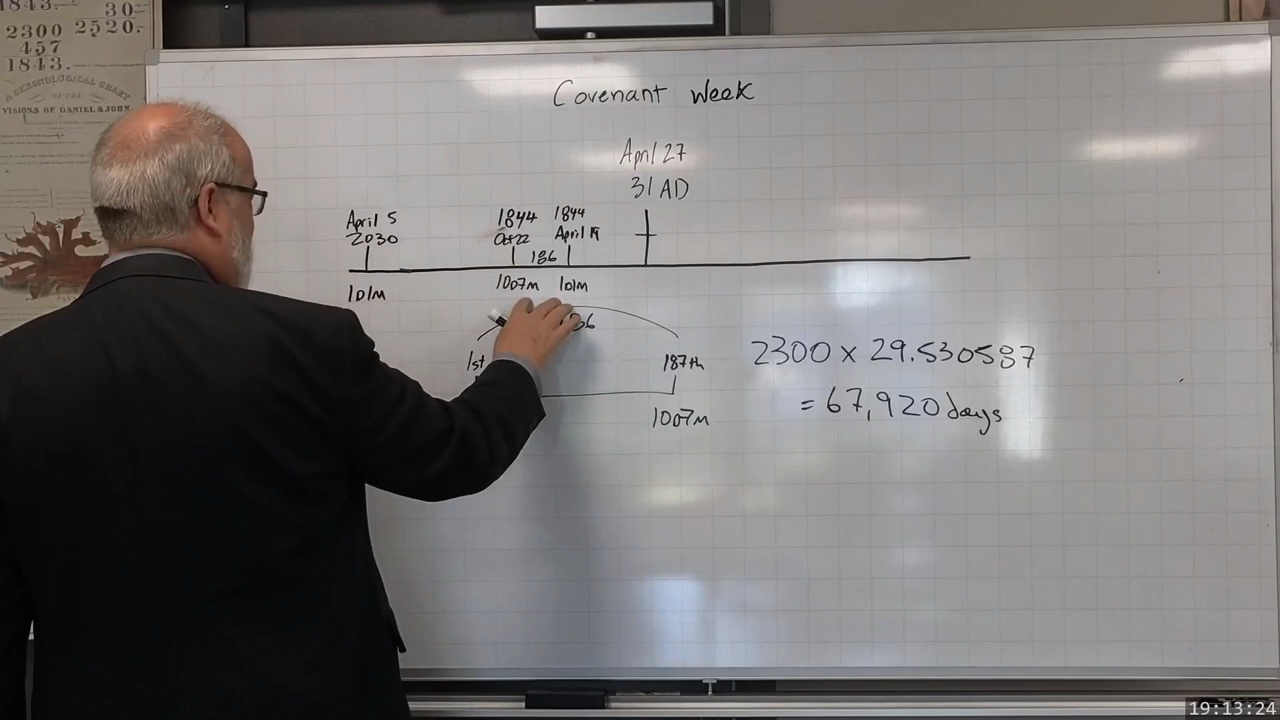 1843.
30
2300 2520.
457
1843.
A CHRONOLOGICAL CHART
OF THE
VISIONS OF DANIEL & JOHN
Covenant Week
April 27
31 AD
April 5
2030
1844
Oct 22
1844
April 19
186
101m
1007m
101m
1st
187th
1007m
2300 x 29.530587
= 67,920 days
19:13:24